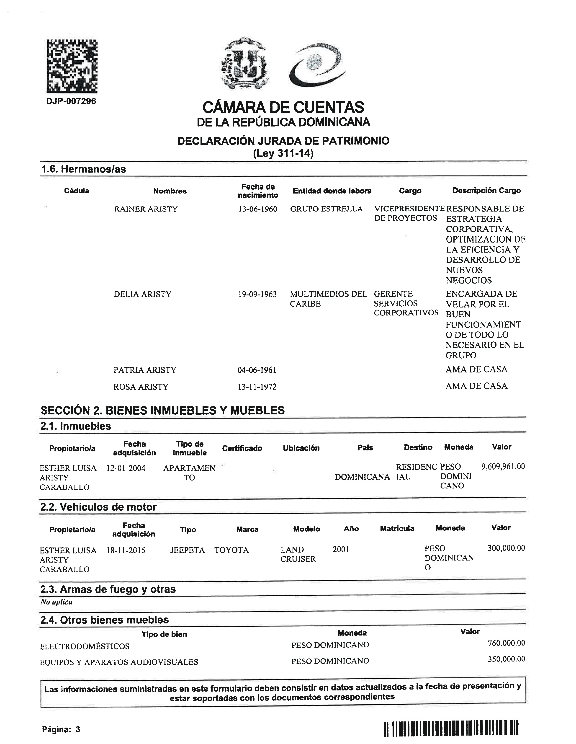 DJP-007296
CÁMARA DE CUENTAS
DE LA REPÚBLICA DOMINICANA
DECLARACIÓN JURADA DE PATRIMONIO
(Ley 311-14)
1.6. Hermanos/as
Cédula Nombres Fecha de nacimiento Entidad donde labora Cargo Descripción Cargo
RAINER ARISTY 13-06-1960 GRUPO ESTRELLA VICEPRESIDENTE RESPONSABLE DE
DE PROYECTOS ESTRATEGIA
CORPORATIVA,
OPTIMIZACION DE
LA EFICIENCIA Y
DESARROLLO DE
NUEVOS
NEGOCIOS
DELIA ARISTY 19-09-1963 MULTIMEDIOS DEL GERENTE ENCARGADA DE
CARIBE SERVICIOS VELAR POR EL
CORPORATIVOS BUEN
FUNCIONAMIENT
O DE TODO LO
NECESARIO EN EL
GRUPO
PATRIA ARISTY 04-06-1961 AMA DE CASA
ROSA ARISTY 13-11-1972 AMA DE CASA
SECCIÓN 2. BIENES INMUEBLES Y MUEBLES
2.1. Inmuebles
Propietario/a Fecha adquisición Tipo de inmueble Certificado Ubicación País Destino Moneda Valor
ESTHER LUISA 12-01-2004 APARTAMEN RESIDENC PESO 9,609,961.00
ARISTY TO DOMINICANA IAL DOMINI
CARABALLO CANO
2.2. Vehículos de motor
Propietario/a Fecha adquisición Tipo Marca Modelo Año Matrícula Moneda Valor
ESTHER LUISA 18-11-2016 JEEPETA TOYOTA LAND 2001 PESO 300,000.00
ARISTY CRUISER DOMINICAN
CARABALLO O
2.3. Armas de fuego y otras
No aplica
2.4. Otros bienes muebles
Tipo de bien Moneda Valor
ELECTRODOMÉSTICOS PESO DOMINICANO 760,000.00
EQUIPOS Y APARATOS AUDIOVISUALES PESO DOMINICANO 350,000.00
Las informaciones suministradas en este formulario deben consistir en datos actualizados a la fecha de presentación y
estar soportadas con los documentos correspondientes
Página: 3